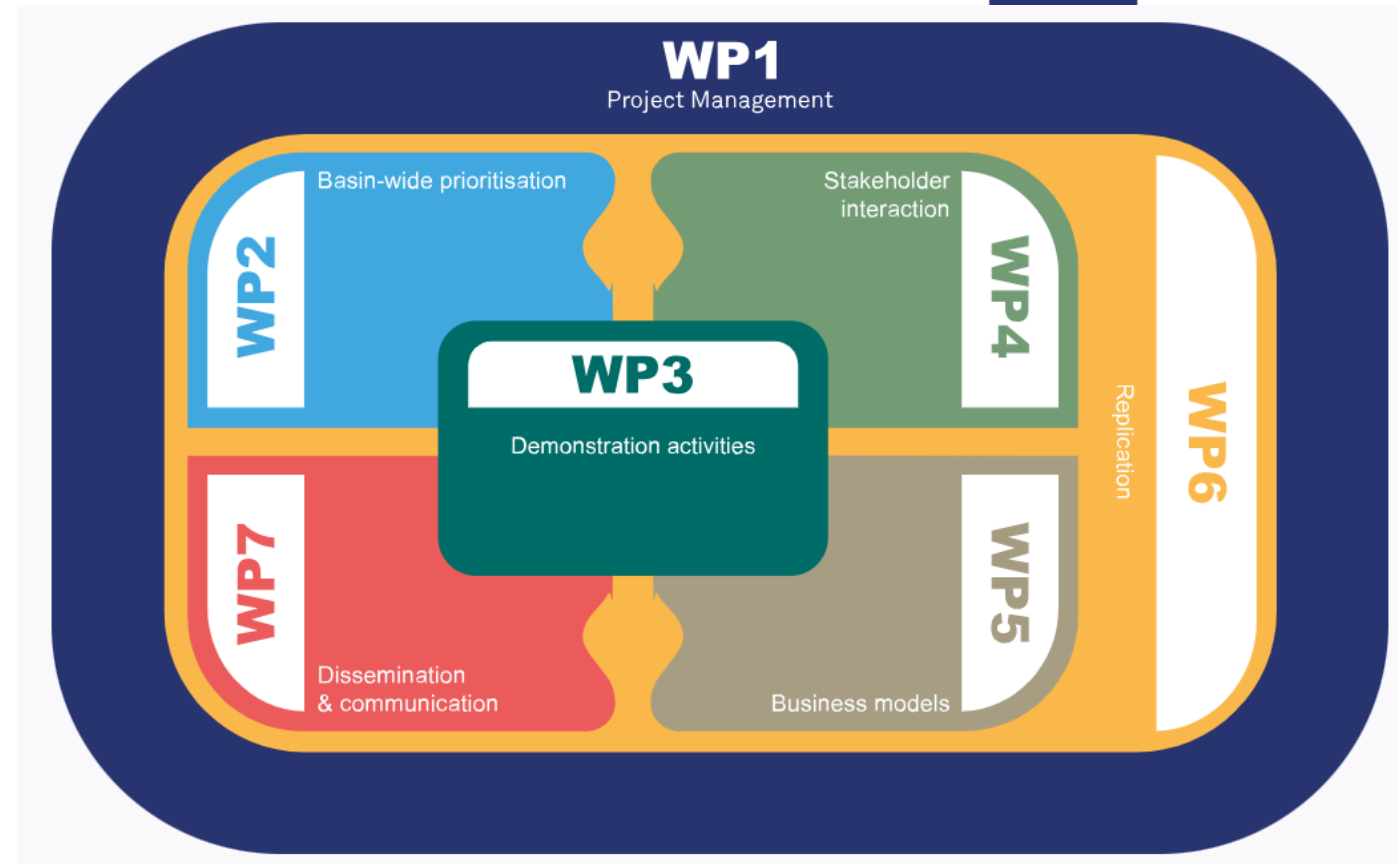 WP1
Project Management
Basin-wide prioritisation
WP2
Stakeholder
interaction
WP4
WP3
Demonstration activities
Replication
WP6
WP7
Dissemination
& communication
WP5
Business models